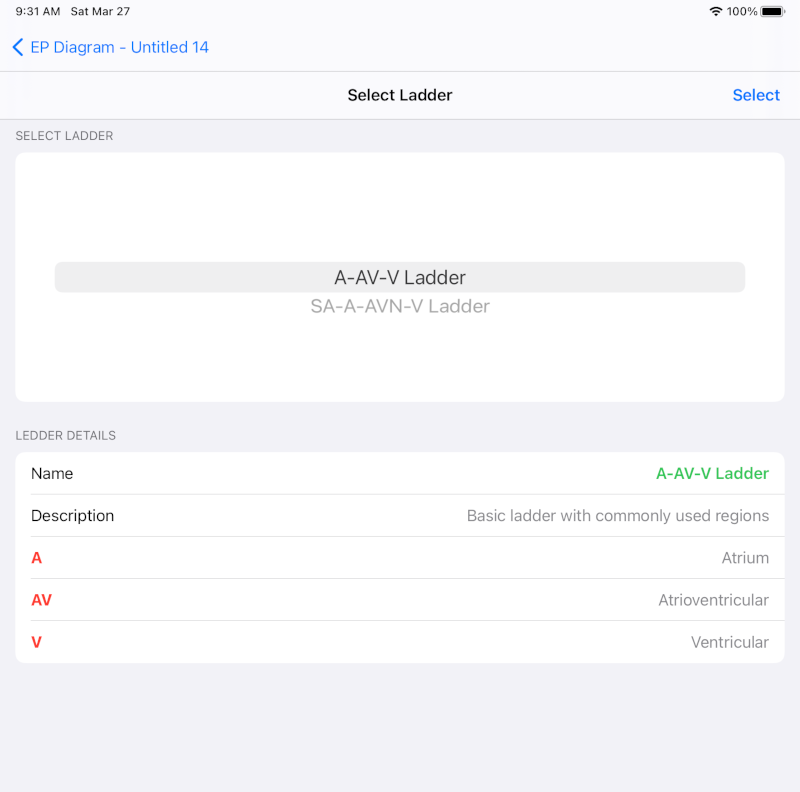 9:31 AM Sat Mar 27 100%
EP Diagram - Untitled 14
Select Ladder Select
SELECT LADDER
A-AV-V Ladder
SA-A-AVN-V Ladder
LEDDER DETAILS
Name A-AV-V Ladder
Description Basic ladder with commonly used regions
A Atrium
AV Atrioventricular
V Ventricular